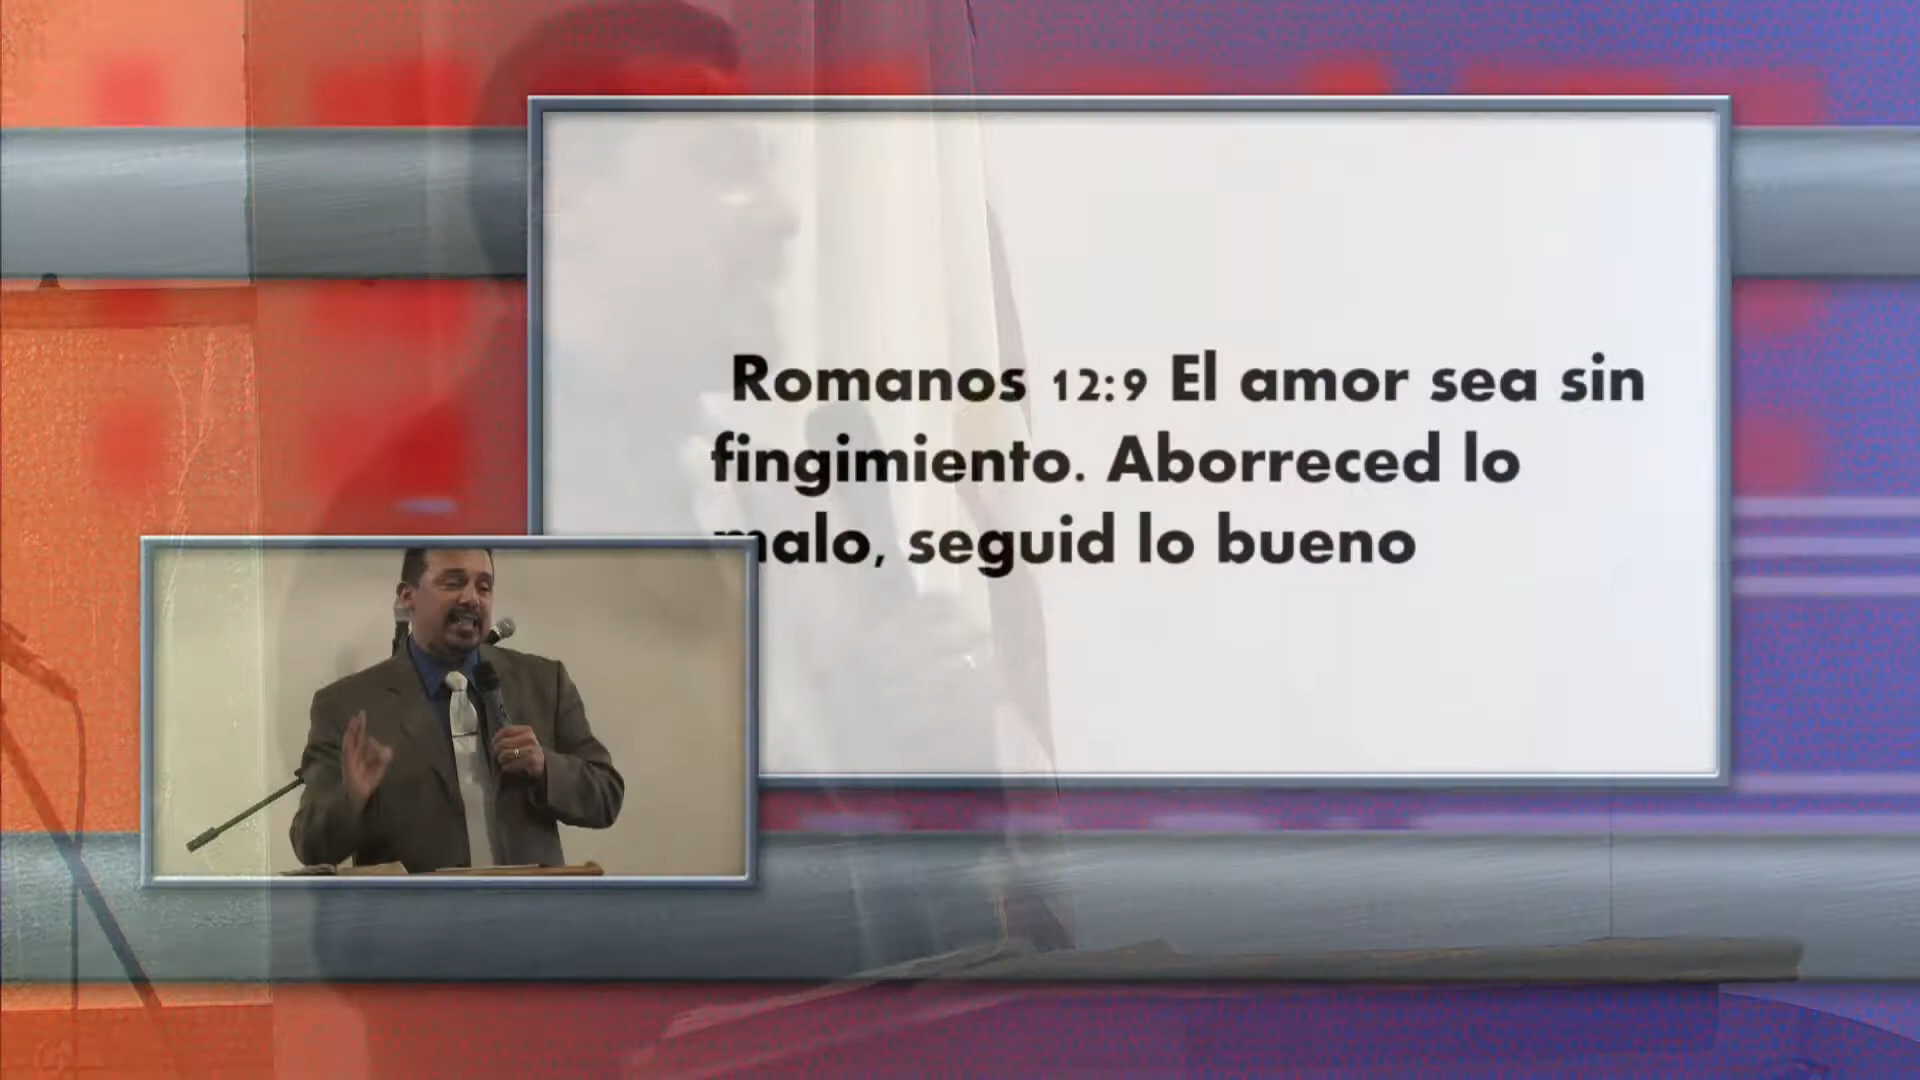 Romanos 12:9 El amor sea sin
fingimiento. Aborreced lo
malo, seguid lo bueno